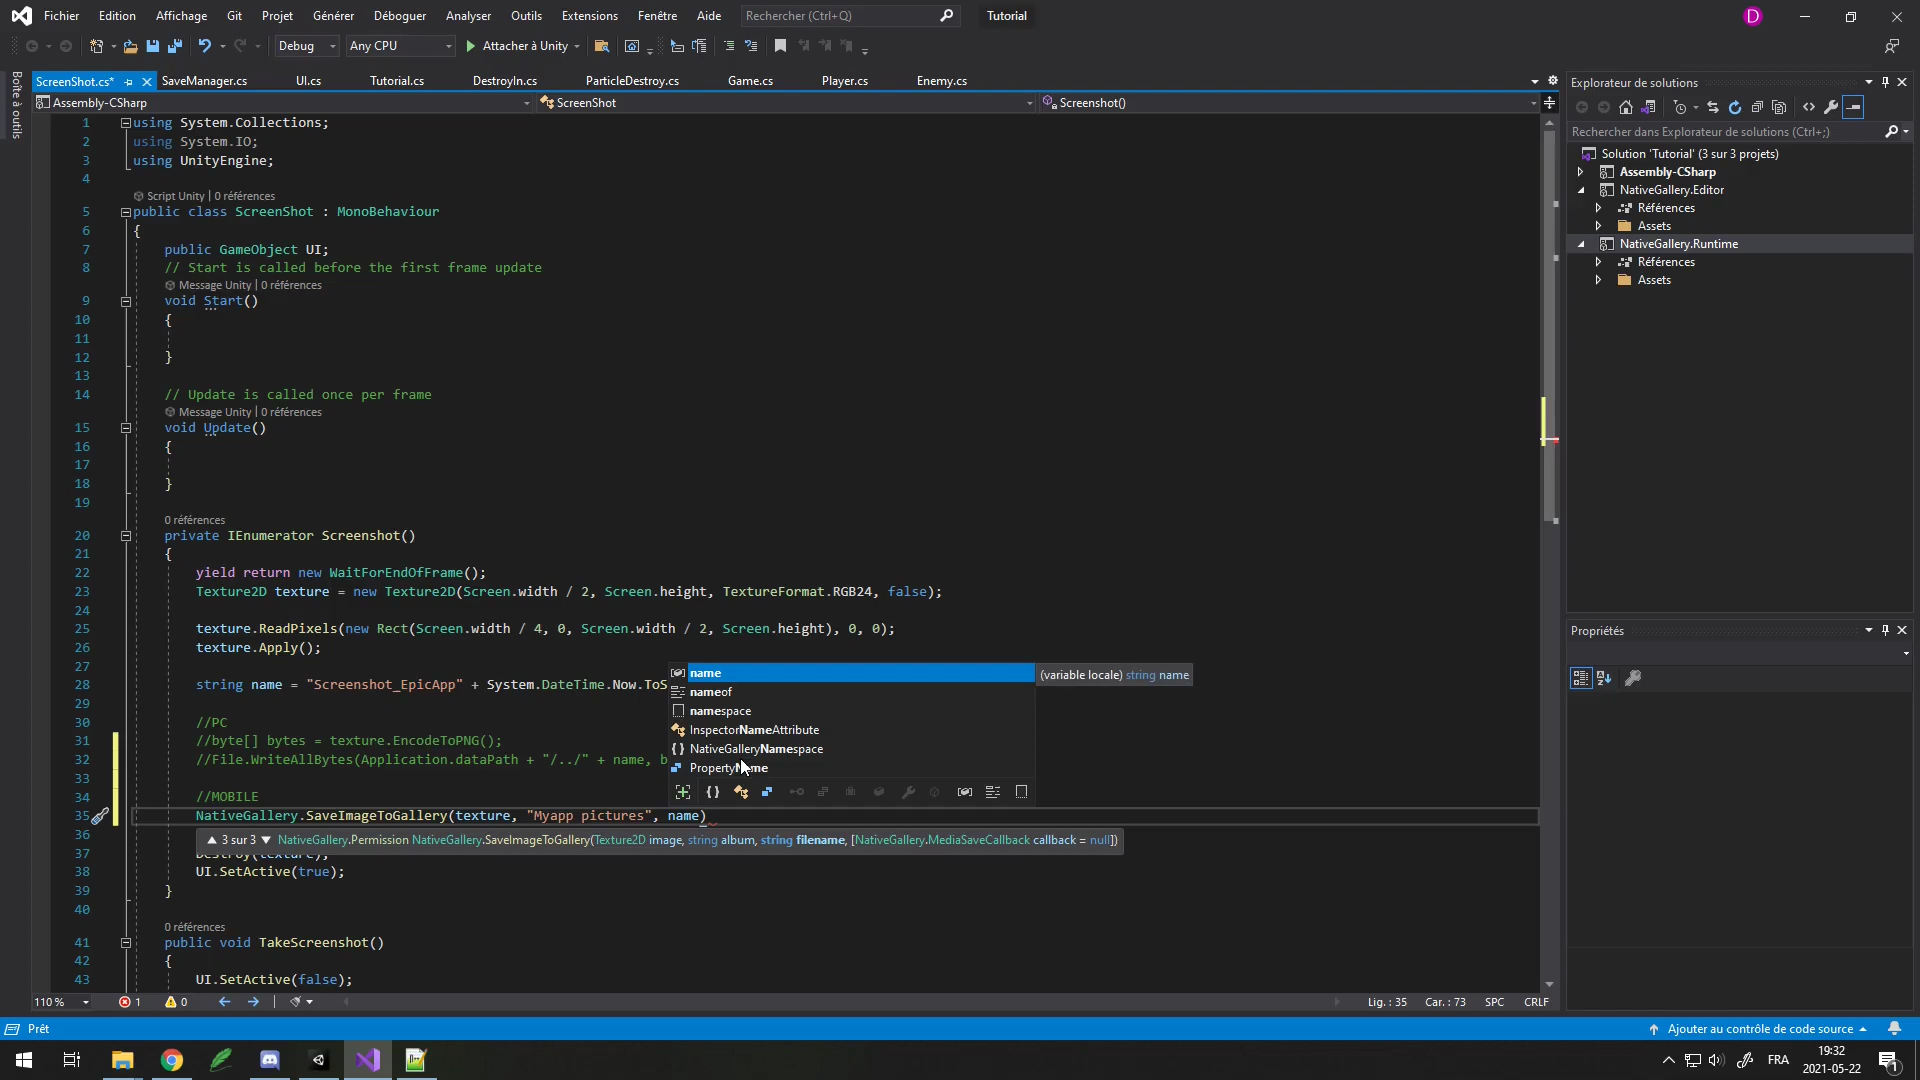 Fichier Edition Affichage Git Projet Générer Déboguer Analyser Outils Extensions Fenêtre Aide Rechercher (Ctrl+Q) Tutorial D
Debug Any CPU Attacher à Unity
Boîte à outils
ScreenShot.cs* SaveManager.cs UI.cs Tutorial.cs DestroyIn.cs ParticleDestroy.cs Game.cs Player.cs Enemy.cs
Assembly-CSharp ScreenShot Screenshot()
1 using System.Collections;
2 using System.IO;
3 using UnityEngine;
4
Script Unity | 0 références
5 public class ScreenShot : MonoBehaviour
6 {
7 public GameObject UI;
8 // Start is called before the first frame update
Message Unity | 0 références
9 void Start()
10 {
11
12 }
13
14 // Update is called once per frame
Message Unity | 0 références
15 void Update()
16 {
17
18 }
19
0 références
20 private IEnumerator Screenshot()
21 {
22 yield return new WaitForEndOfFrame();
23 Texture2D texture = new Texture2D(Screen.width / 2, Screen.height, TextureFormat.RGB24, false);
24
25 texture.ReadPixels(new Rect(Screen.width / 4, 0, Screen.width / 2, Screen.height), 0, 0);
26 texture.Apply();
27
28 string name = "Screenshot_EpicApp" + System.DateTime.Now.ToS
29
30 //PC
31 //byte[] bytes = texture.EncodeToPNG();
32 //File.WriteAllBytes(Application.dataPath + "/../" + name, b
33
34 //MOBILE
35 NativeGallery.SaveImageToGallery(texture, "Myapp pictures", name)
36
3 sur 3 NativeGallery.Permission NativeGallery.SaveImageToGallery(Texture2D image, string album, string filename, [NativeGallery.MediaSaveCallback callback = null])
37 Destroy(texture);
38 UI.SetActive(true);
39 }
40
0 références
41 public void TakeScreenshot()
42 {
43 UI.SetActive(false);
name
nameof
namespace
InspectorNameAttribute
NativeGalleryNamespace
PropertyName
(variable locale) string name
110 % 1 0 Lig. : 35 Car. : 73 SPC CRLF
Explorateur de solutions
Rechercher dans Explorateur de solutions (Ctrl+;)
Solution 'Tutorial' (3 sur 3 projets)
Assembly-CSharp
NativeGallery.Editor
Références
Assets
NativeGallery.Runtime
Références
Assets
Propriétés
Prêt Ajouter au contrôle de code source
FRA 19:32
2021-05-22
1